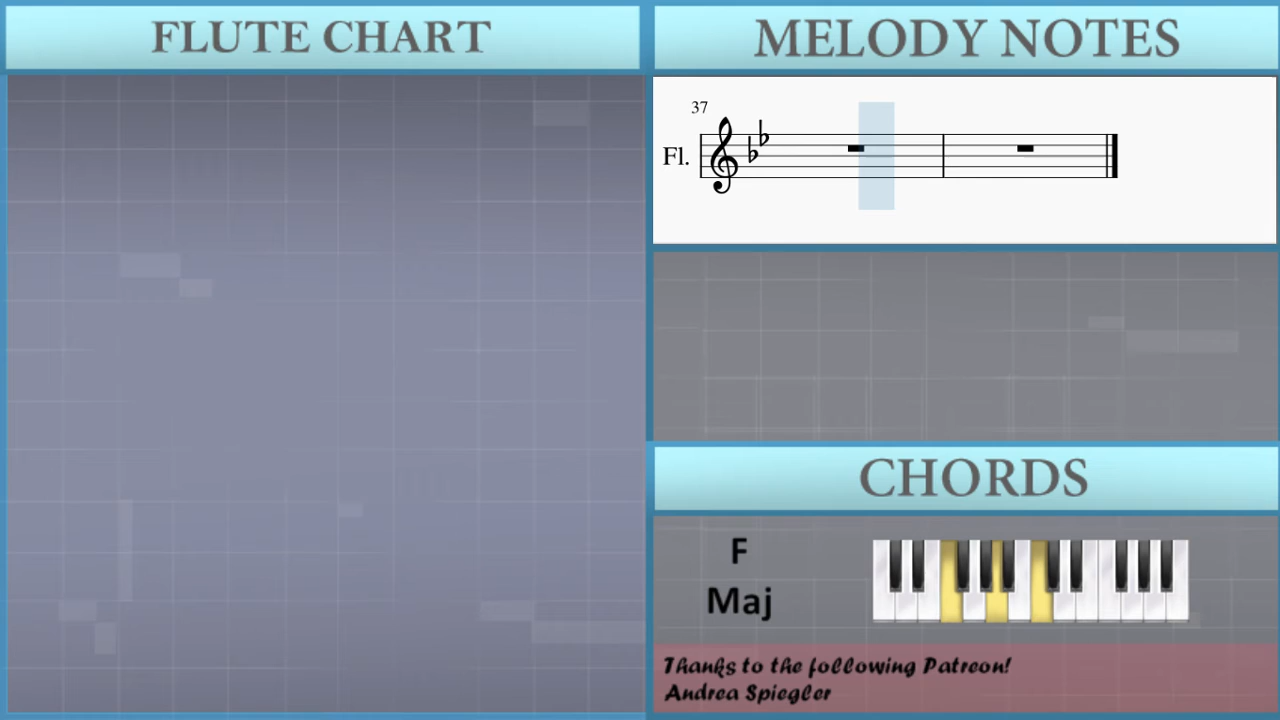 FLUTE CHART
MELODY NOTES
37
Fl.
CHORDS
F
Maj
Thanks to the following Patreon!
Andrea Spiegler